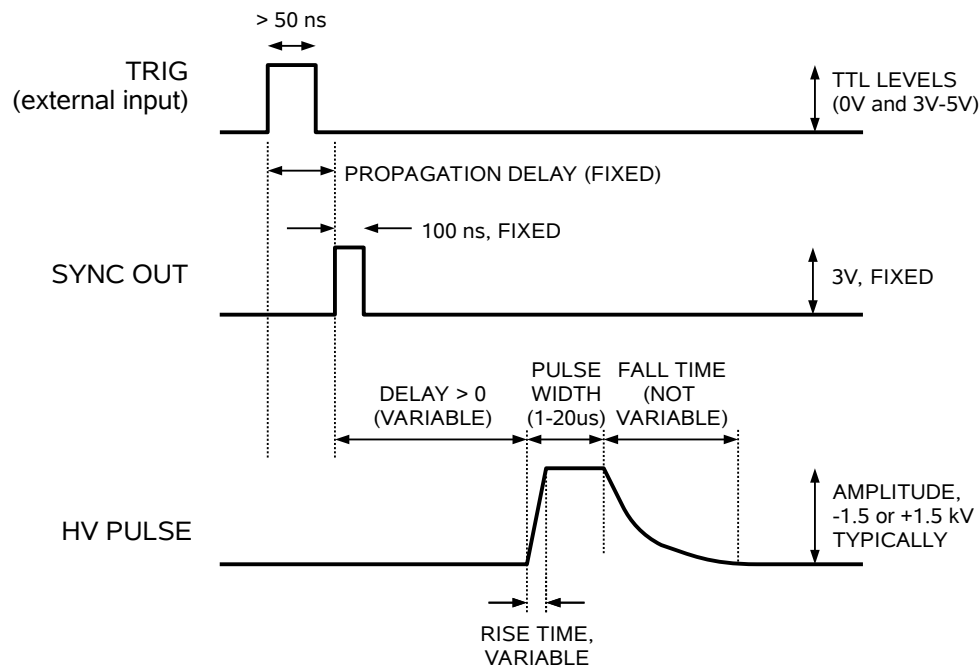 > 50 ns
TRIG
(external input)
TTL LEVELS
(0V and 3V-5V)
PROPAGATION DELAY (FIXED)
100 ns, FIXED
SYNC OUT
3V, FIXED
DELAY > 0
(VARIABLE)
PULSE
WIDTH
(1-20us)
FALL TIME
(NOT
VARIABLE)
HV PULSE
AMPLITUDE,
-1.5 or +1.5 kV
TYPICALLY
RISE TIME,
VARIABLE